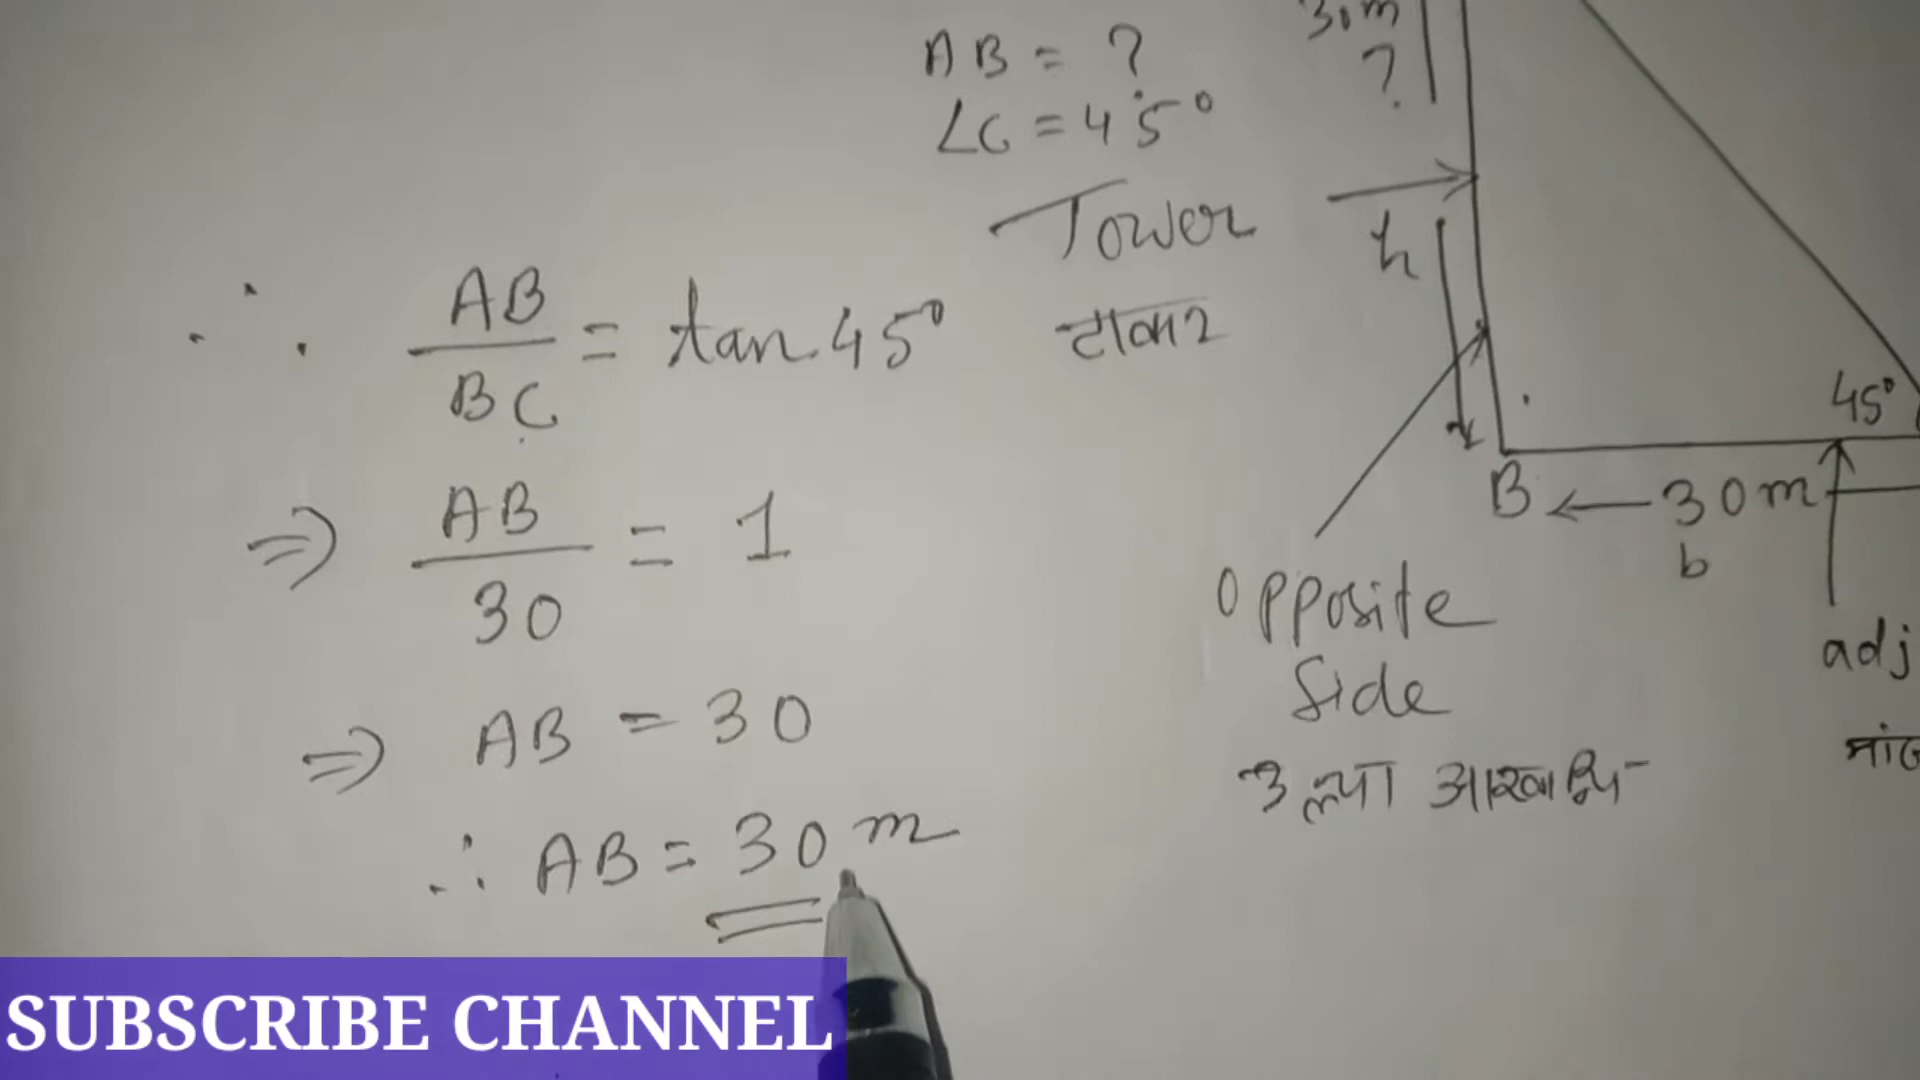 AB = ?
∠C = 45°
Tower
टावर
∴ AB/BC = tan 45°
⇒ AB/30 = 1
⇒ AB = 30
∴ AB = 30 m
30m
?
h
45°
B ← 30m
b
Opposite
Side
adj
SUBSCRIBE CHANNEL